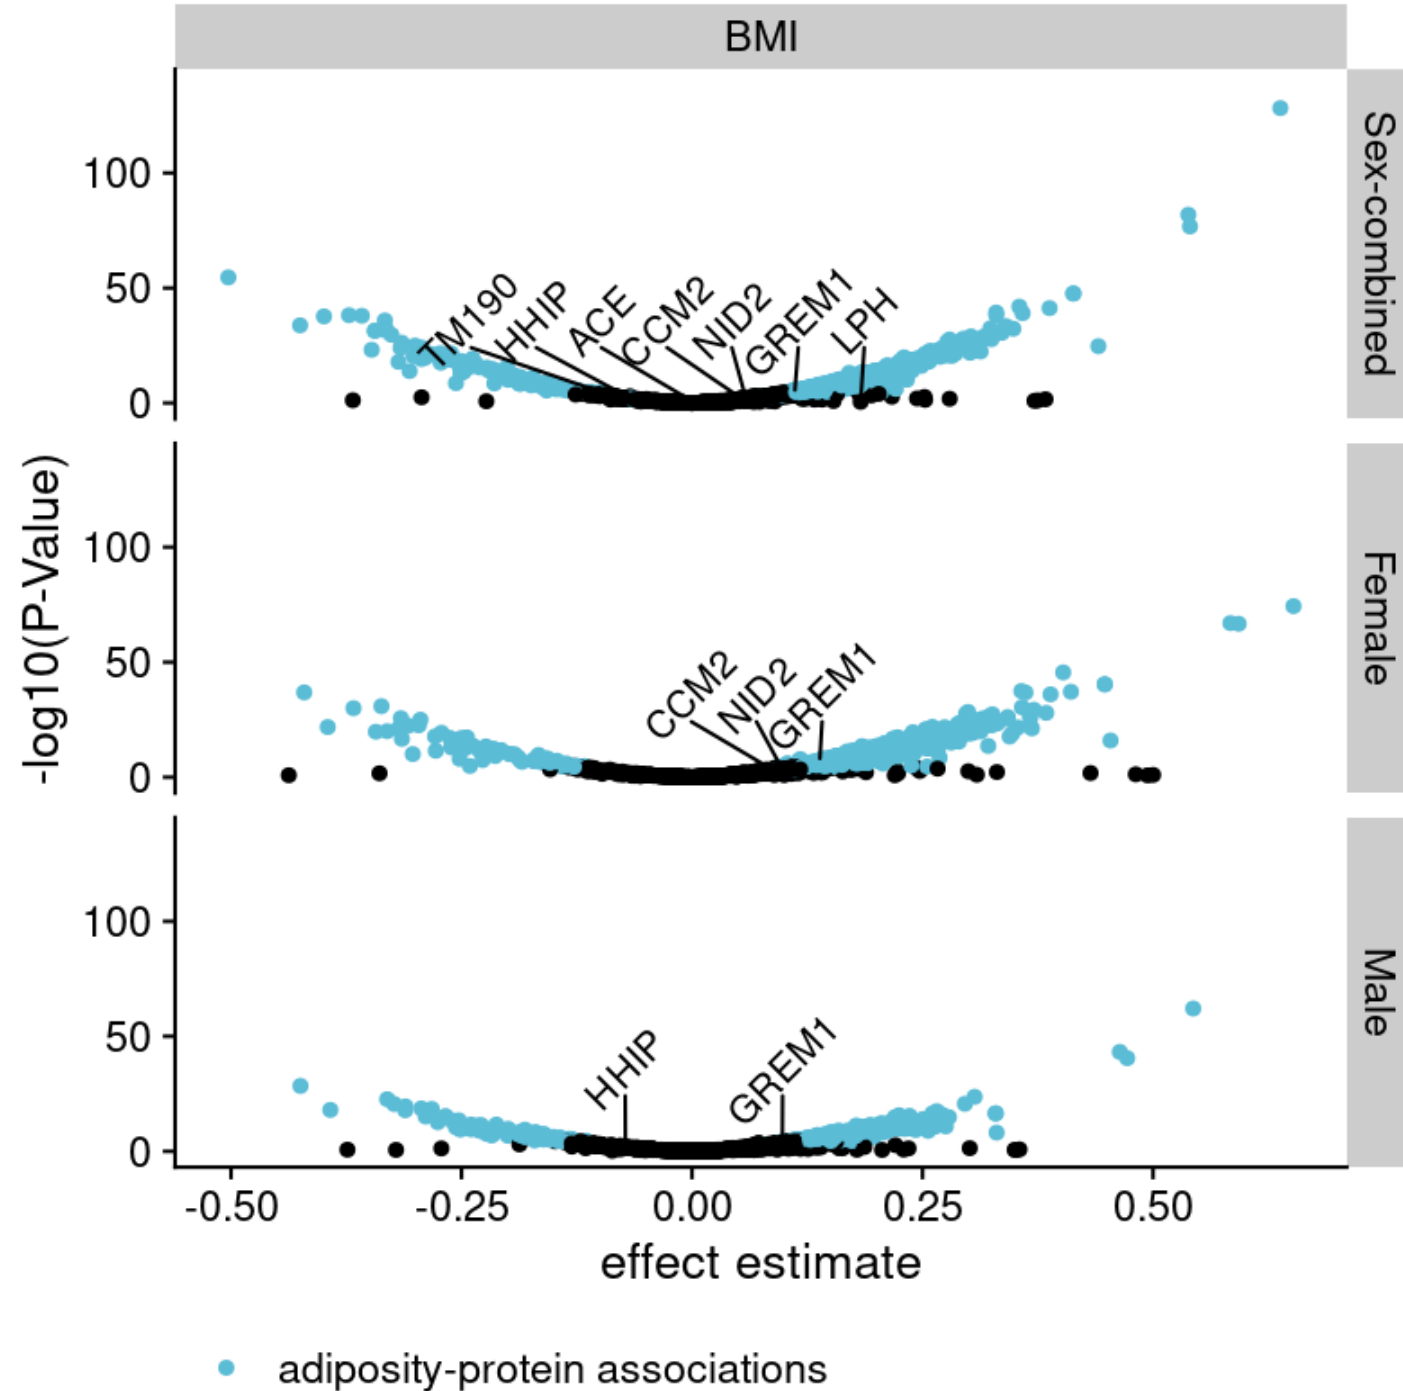 BMI
Sex-combined
100
50
0
TM190
HHIP
ACE
CCM2
NID2
GREM1
LPH
-log10(P-Value)
Female
100
50
0
CCM2
NID2
GREM1
Male
100
50
0
HHIP
GREM1
-0.50 -0.25 0.00 0.25 0.50
effect estimate
adiposity-protein associations